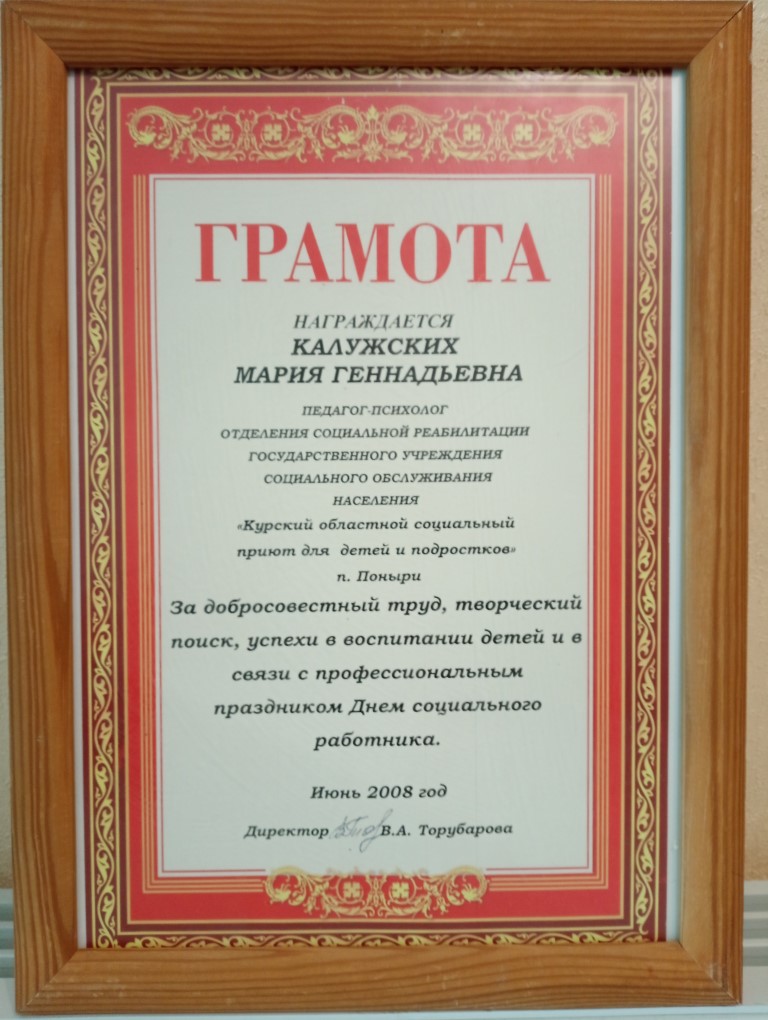 ГРАМОТА
НАГРАЖДАЕТСЯ
КАЛУЖСКИХ
МАРИЯ ГЕННАДЬЕВНА
ПЕДАГОГ-ПСИХОЛОГ
ОТДЕЛЕНИЯ СОЦИАЛЬНОЙ РЕАБИЛИТАЦИИ
ГОСУДАРСТВЕННОГО УЧРЕЖДЕНИЯ
СОЦИАЛЬНОГО ОБСЛУЖИВАНИЯ
НАСЕЛЕНИЯ
«Курский областной социальный
приют для детей и подростков»
п. Поныри
За добросовестный труд, творческий
поиск, успехи в воспитании детей и в
связи с профессиональным
праздником Днем социального
работника.
Июнь 2008 год
Директор В.А. Торубарова